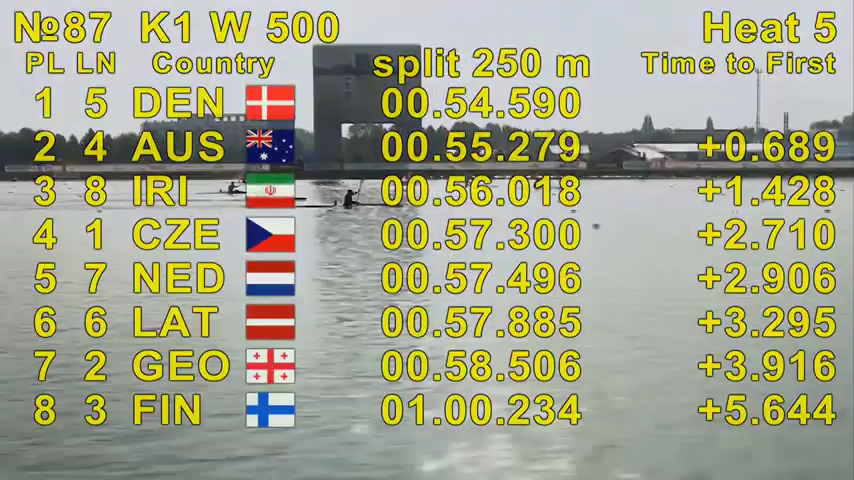 №87 K1 W 500 Heat 5
PL LN Country split 250 m Time to First
1 5 DEN 00.54.590
2 4 AUS 00.55.279 +0.689
3 8 IRI 00.56.018 +1.428
4 1 CZE 00.57.300 +2.710
5 7 NED 00.57.496 +2.906
6 6 LAT 00.57.885 +3.295
7 2 GEO 00.58.506 +3.916
8 3 FIN 01.00.234 +5.644